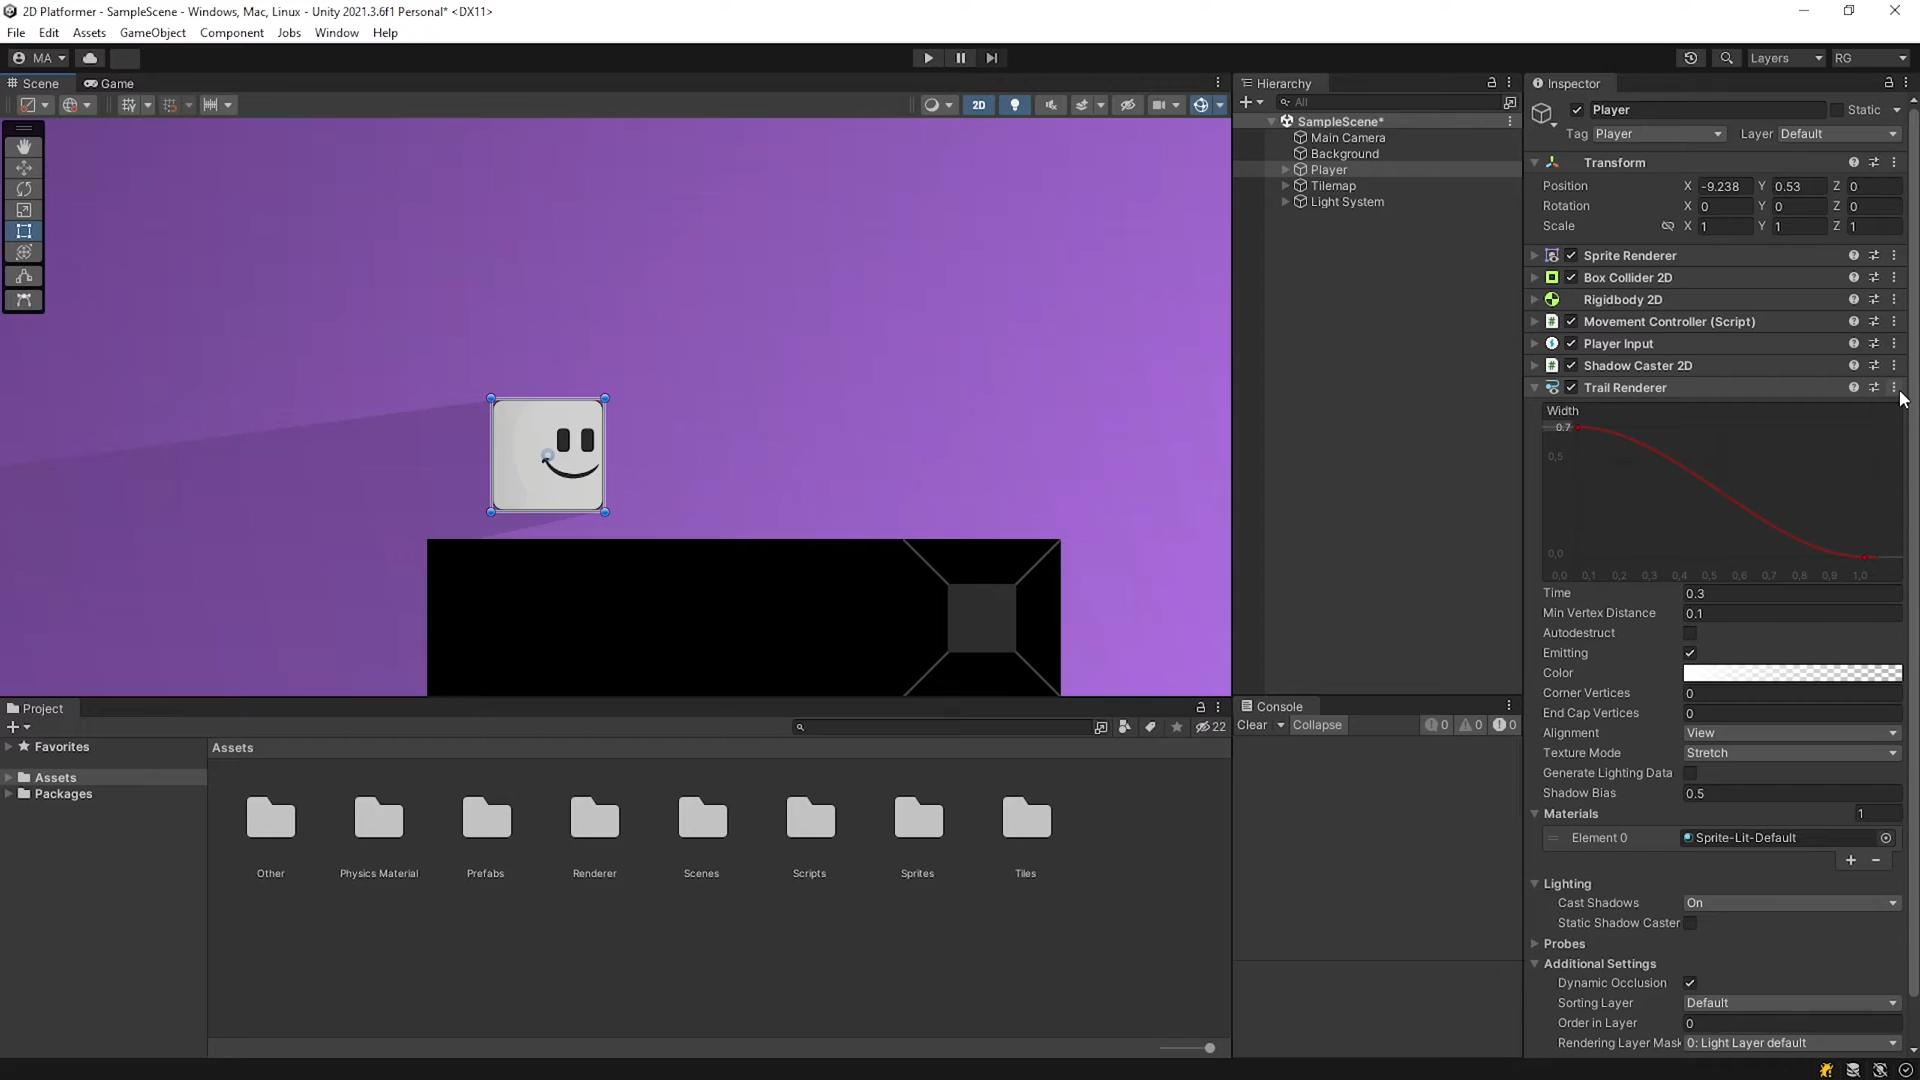 2D Platformer - SampleScene - Windows, Mac, Linux - Unity 2021.3.6f1 Personal* <DX11>
File Edit Assets GameObject Component Jobs Window Help
MA
Layers
RG
Scene
Game
2D
Hierarchy
All
SampleScene*
Main Camera
Background
Player
Tilemap
Light System
Inspector
Player
Static
Tag Player
Layer Default
Transform
Position X -9.238 Y 0.53 Z 0
Rotation X 0 Y 0 Z 0
Scale X 1 Y 1 Z 1
Sprite Renderer
Box Collider 2D
Rigidbody 2D
Movement Controller (Script)
Player Input
Shadow Caster 2D
Trail Renderer
Width
0.7
0,5
0,0
0,0 0,1 0,2 0,3 0,4 0,5 0,6 0,7 0,8 0,9 1,0
Time 0.3
Min Vertex Distance 0.1
Autodestruct
Emitting
Color
Corner Vertices 0
End Cap Vertices 0
Alignment View
Texture Mode Stretch
Generate Lighting Data
Shadow Bias 0.5
Materials 1
Element 0 Sprite-Lit-Default
Lighting
Cast Shadows On
Static Shadow Caster
Probes
Additional Settings
Dynamic Occlusion
Sorting Layer Default
Order in Layer 0
Rendering Layer Mask 0: Light Layer default
Project
22
Favorites
Assets
Packages
Assets
Other
Physics Material
Prefabs
Renderer
Scenes
Scripts
Sprites
Tiles
Console
Clear Collapse 0 0 0